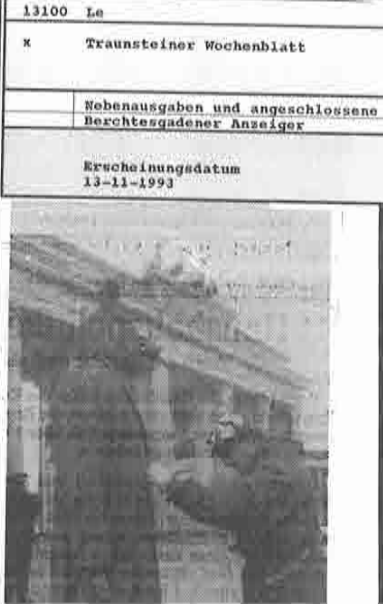 13100 Le
x Traunsteiner Wochenblatt
Nebenausgaben und angeschlossene
Berchtesgadener Anzeiger
Erscheinungsdatum
13-11-1993